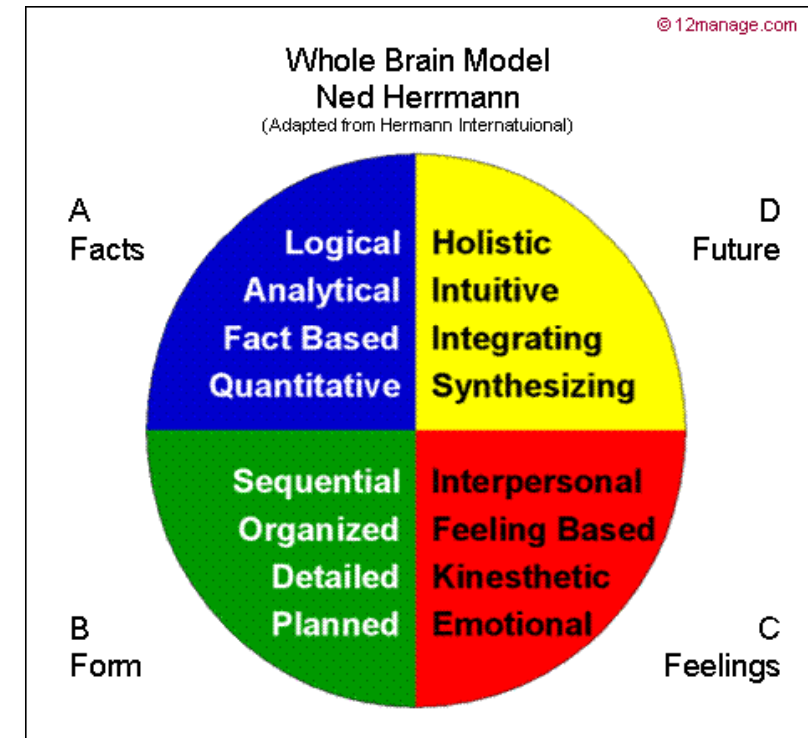 © 12manage.com
Whole Brain Model
Ned Herrmann
(Adapted from Hermann Internatuional)
A
Facts
D
Future
Logical
Analytical
Fact Based
Quantitative
Holistic
Intuitive
Integrating
Synthesizing
Sequential
Organized
Detailed
Planned
Interpersonal
Feeling Based
Kinesthetic
Emotional
B
Form
C
Feelings